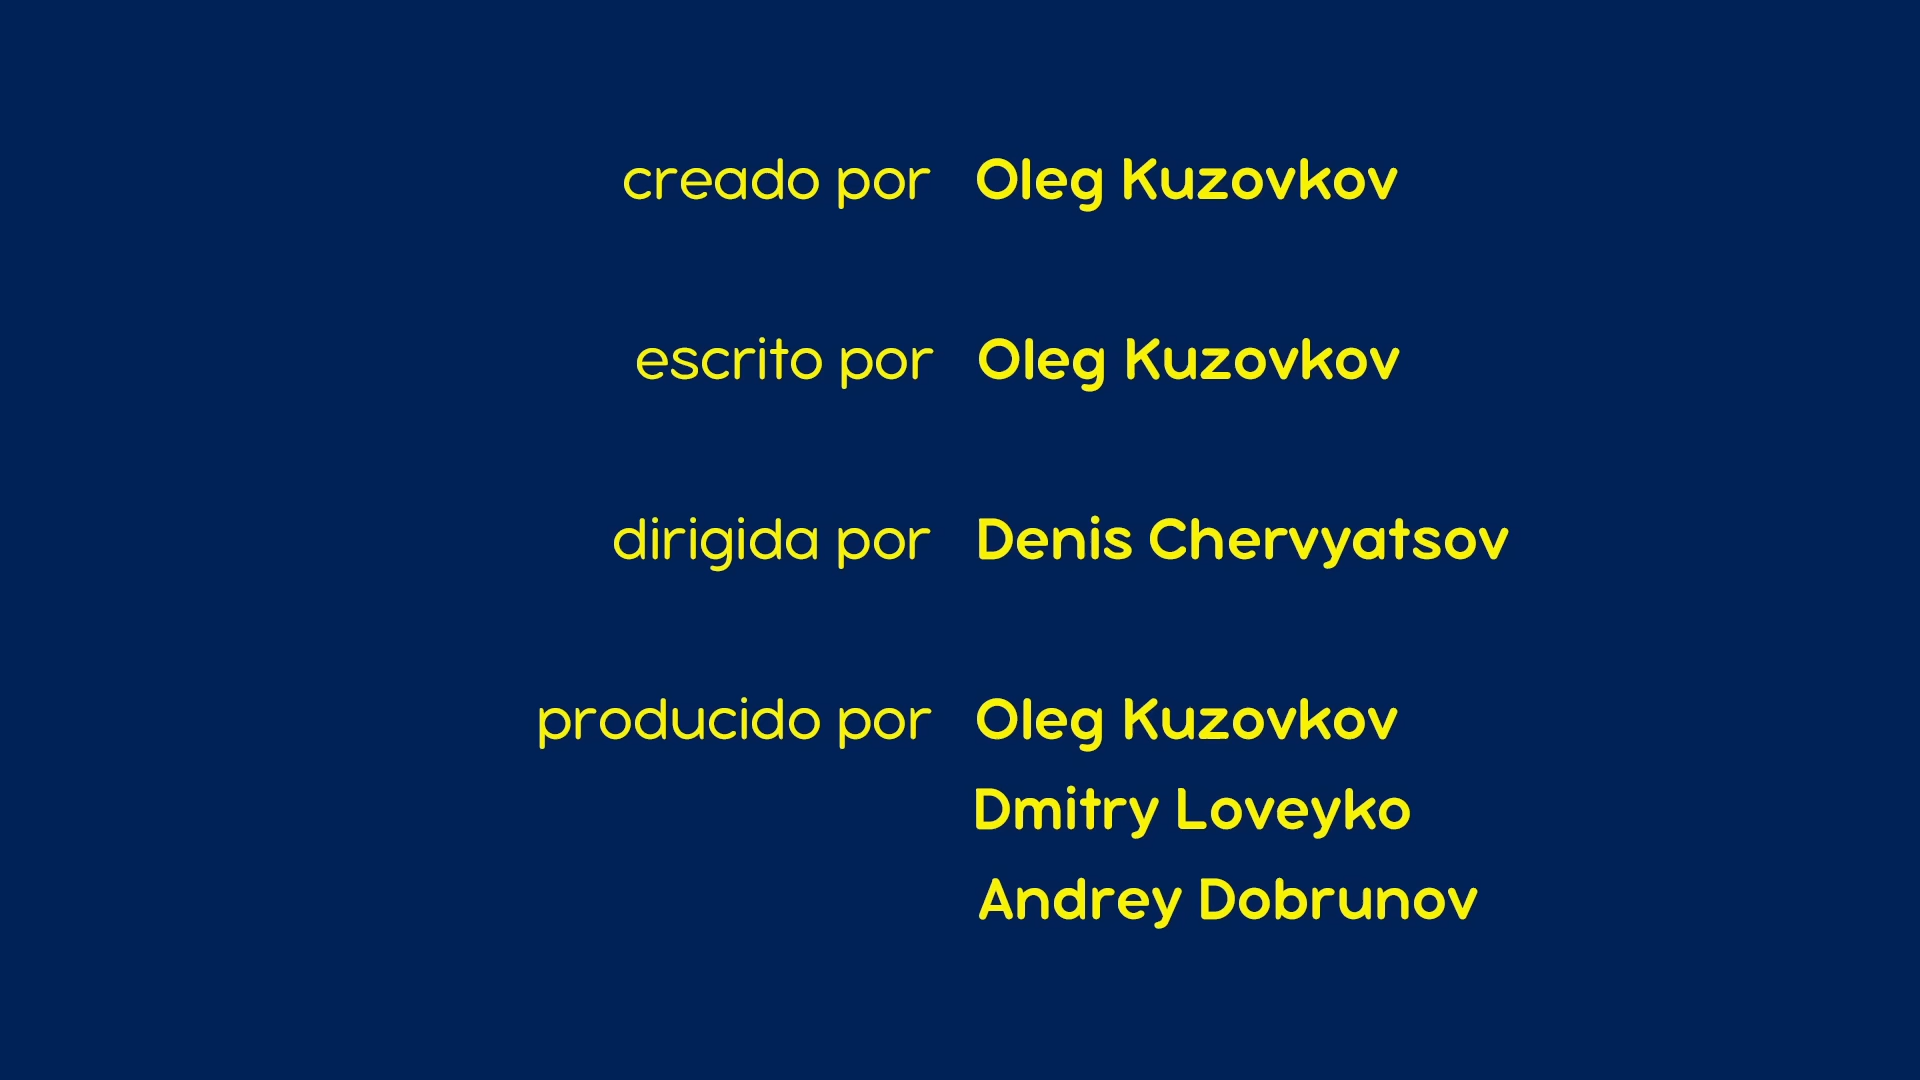 creado por Oleg Kuzovkov
escrito por Oleg Kuzovkov
dirigida por Denis Chervyatsov
producido por Oleg Kuzovkov
Dmitry Loveyko
Andrey Dobrunov